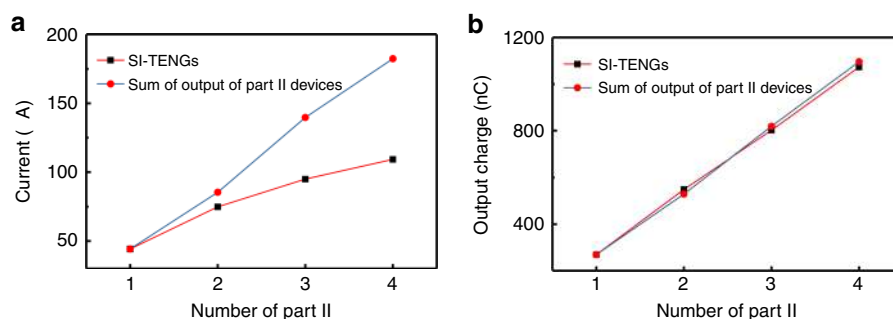 a
200
150
100
50
Current ( A)
SI-TENGs
Sum of output of part II devices
1 2 3 4
Number of part II
b
1200
800
400
Output charge (nC)
SI-TENGs
Sum of output of part II devices
1 2 3 4
Number of part II